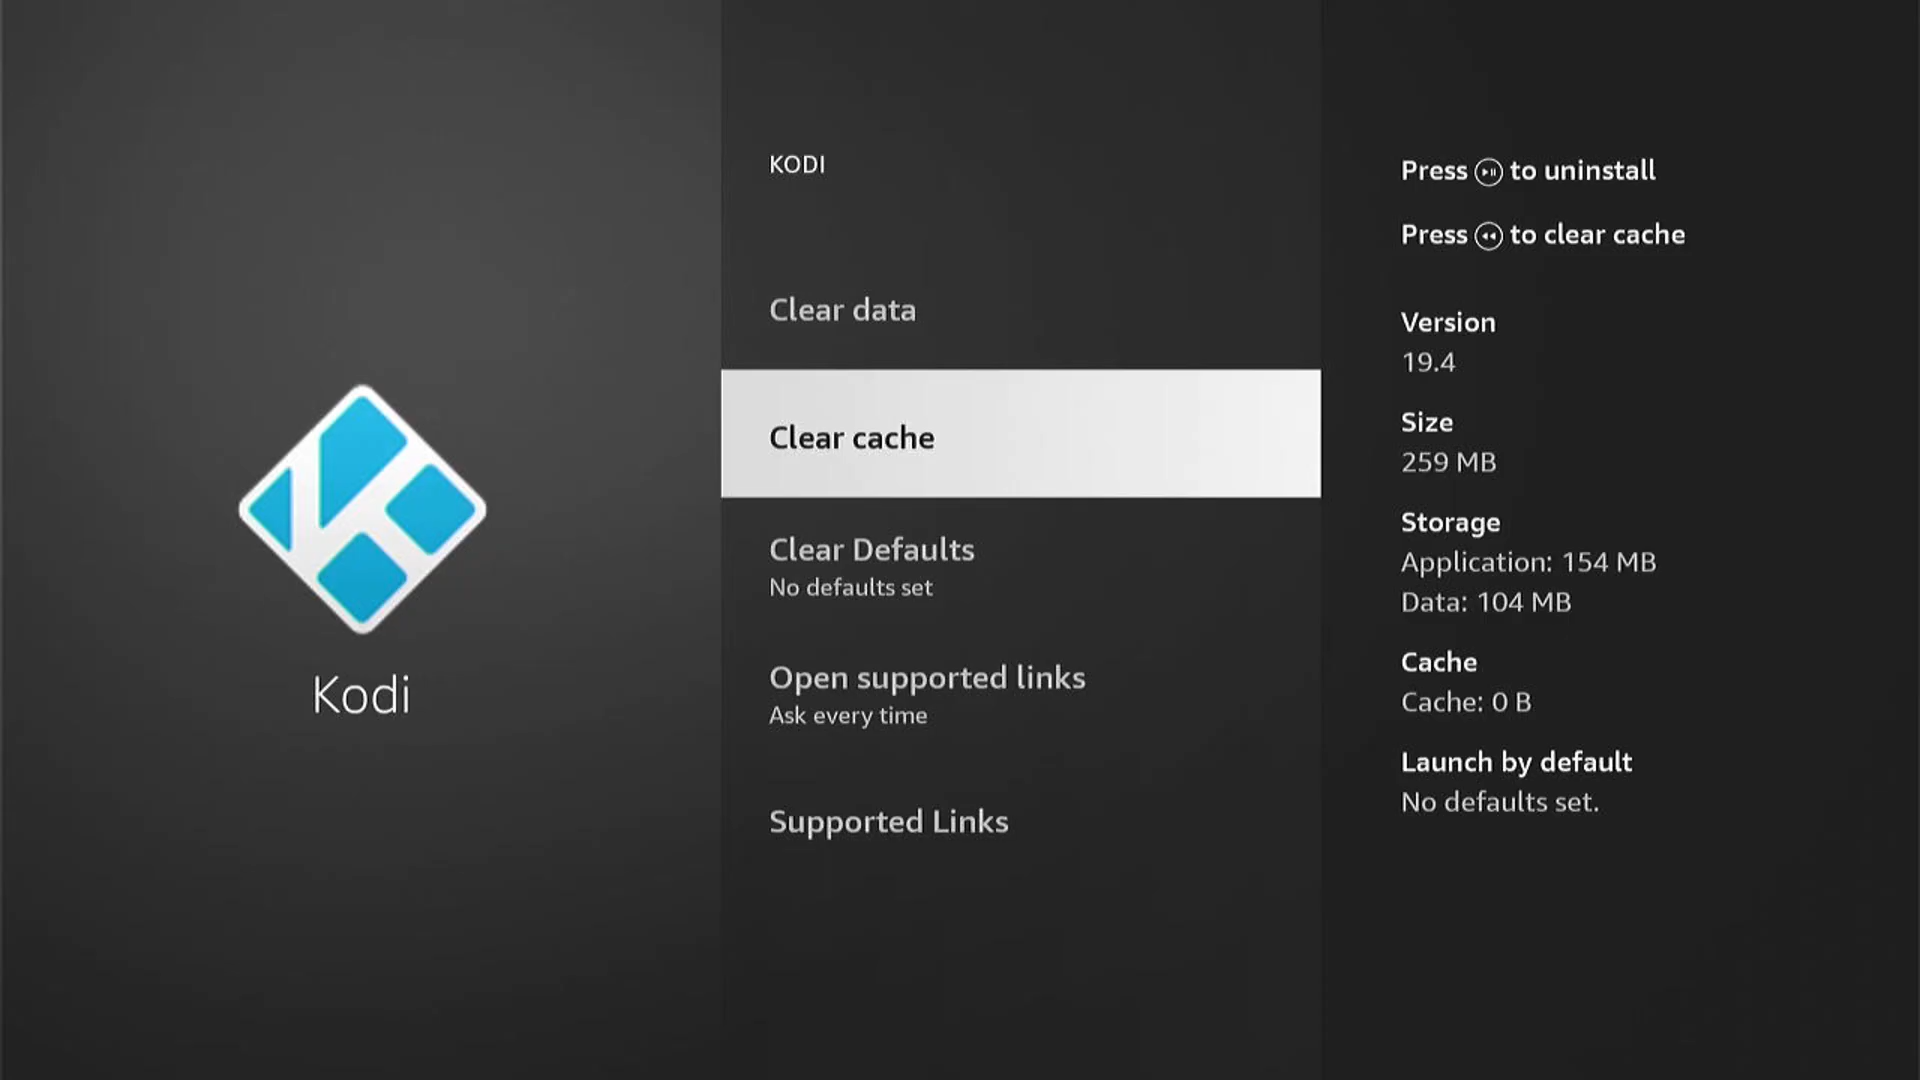 Kodi
KODI
Clear data
Clear cache
Clear Defaults
No defaults set
Open supported links
Ask every time
Supported Links
Press to uninstall
Press to clear cache
Version
19.4
Size
259 MB
Storage
Application: 154 MB
Data: 104 MB
Cache
Cache: 0 B
Launch by default
No defaults set.